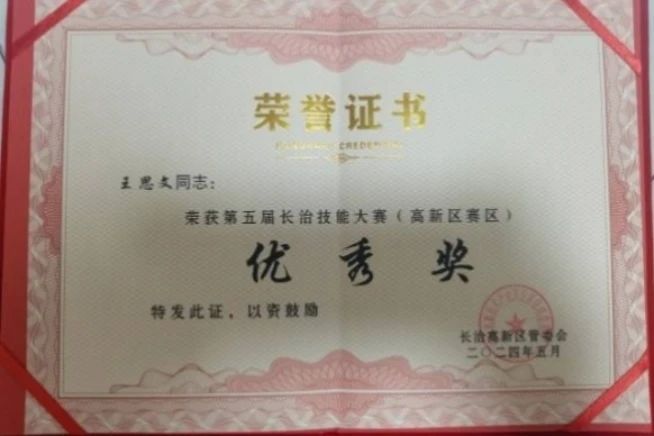 荣誉证书
王思文同志：
荣获第五届长治技能大赛（高新区赛区）
优秀奖
特发此证，以资鼓励
长治高新区管委会
二〇二四年五月